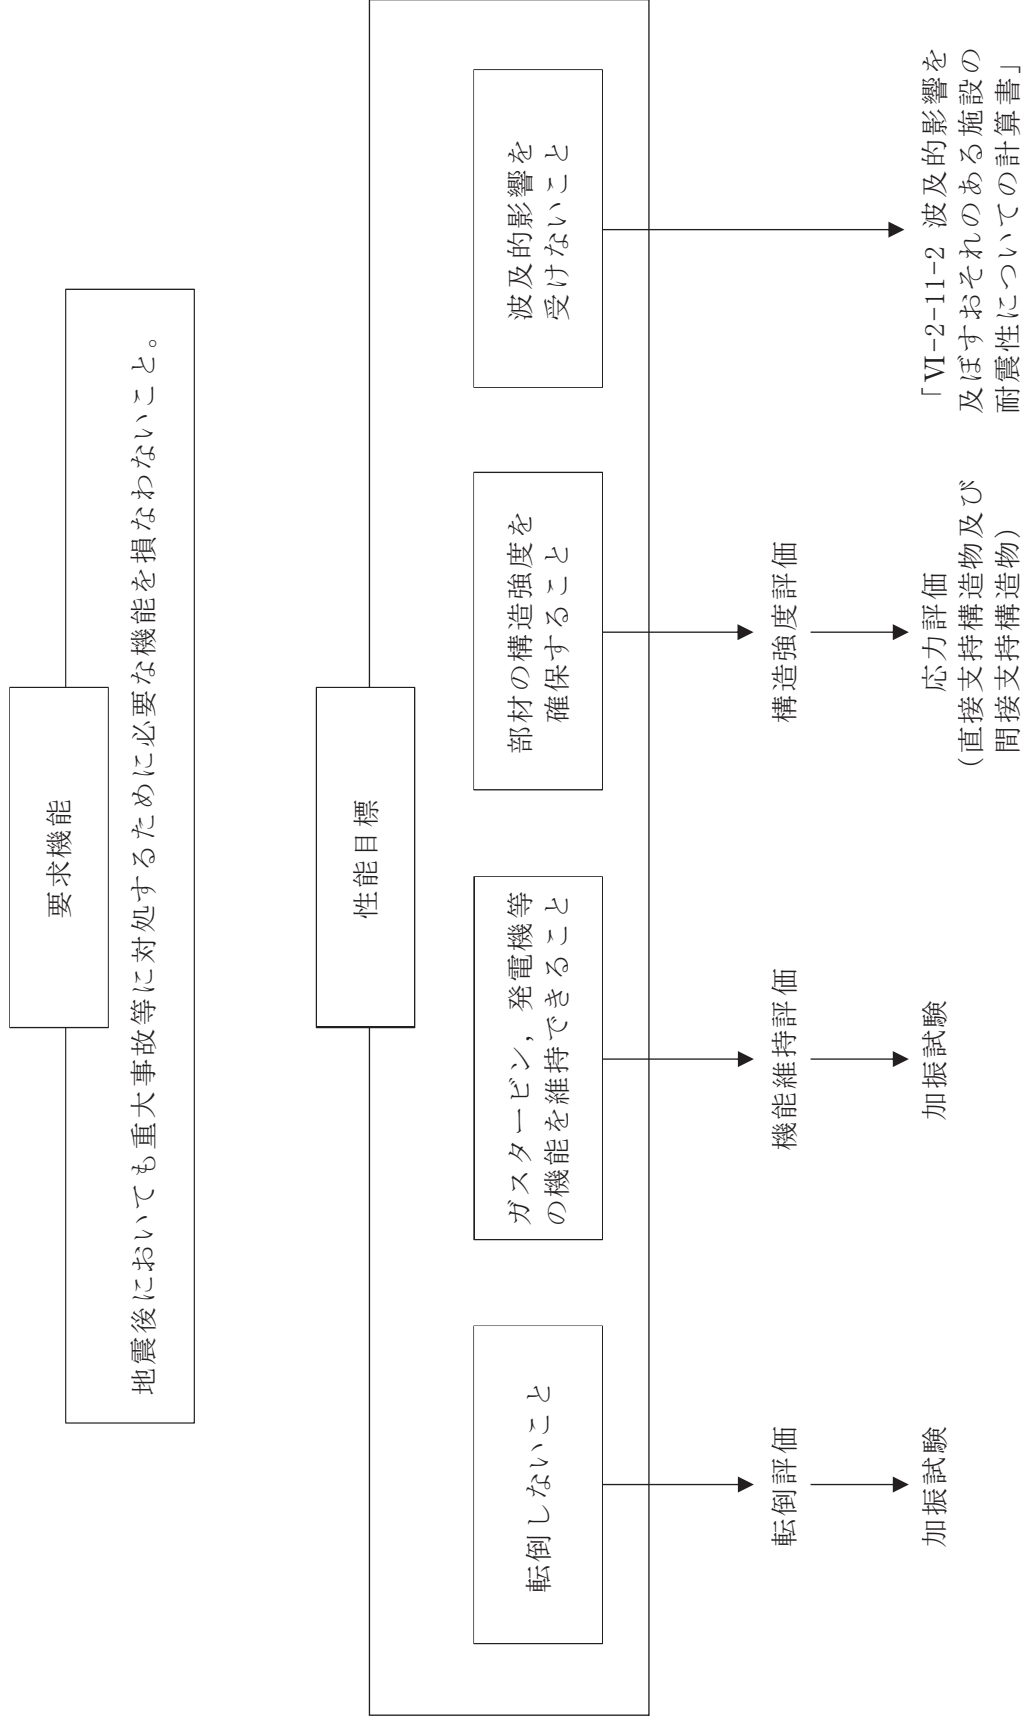 要求機能
地震後においても重大事故等に対処するために必要な機能を損なわないこと。
性能目標
転倒しないこと
ガスタービン，発電機等
の機能を維持できること
部材の構造強度を
確保すること
波及的影響を
受けないこと
転倒評価
機能維持評価
構造強度評価
加振試験
加振試験
応力評価
(直接支持構造物及び
間接支持構造物)
「Ⅵ-2-11-2 波及的影響を
及ぼすおそれのある施設の
耐震性についての計算書」